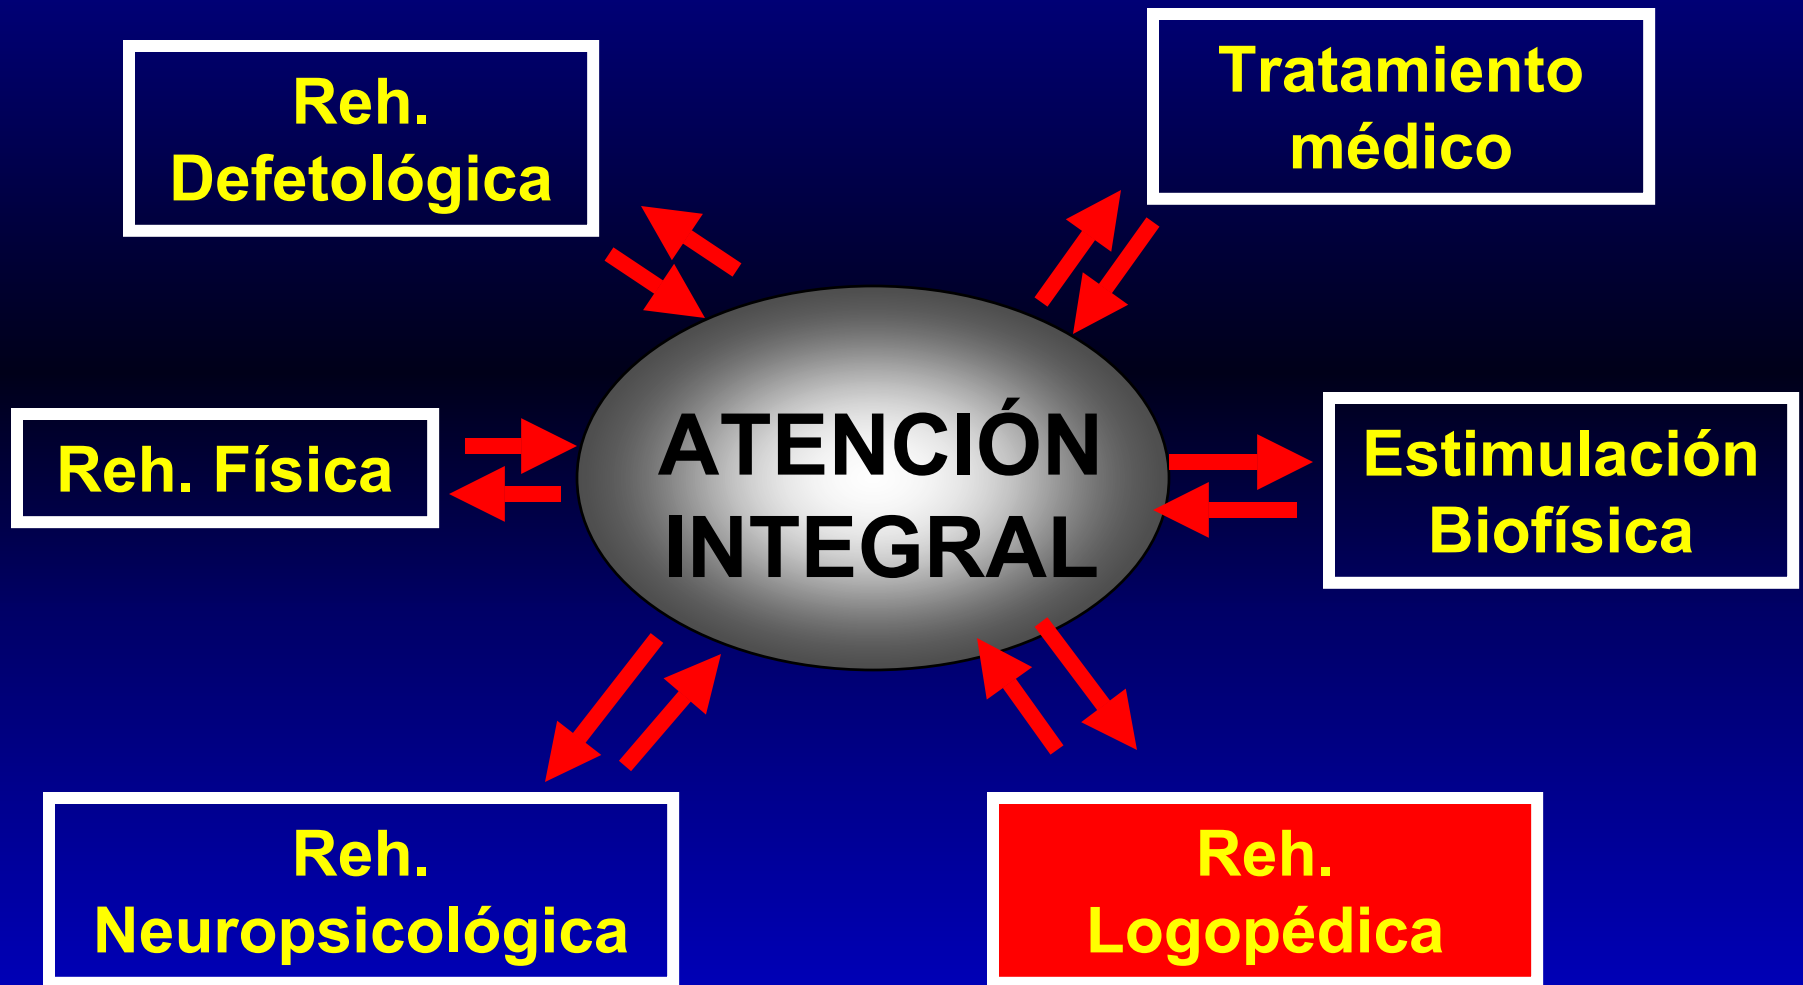 Reh.
Defetológica
Tratamiento
médico
Reh. Física
ATENCIÓN
INTEGRAL
Estimulación
Biofísica
Reh.
Neuropsicológica
Reh.
Logopédica